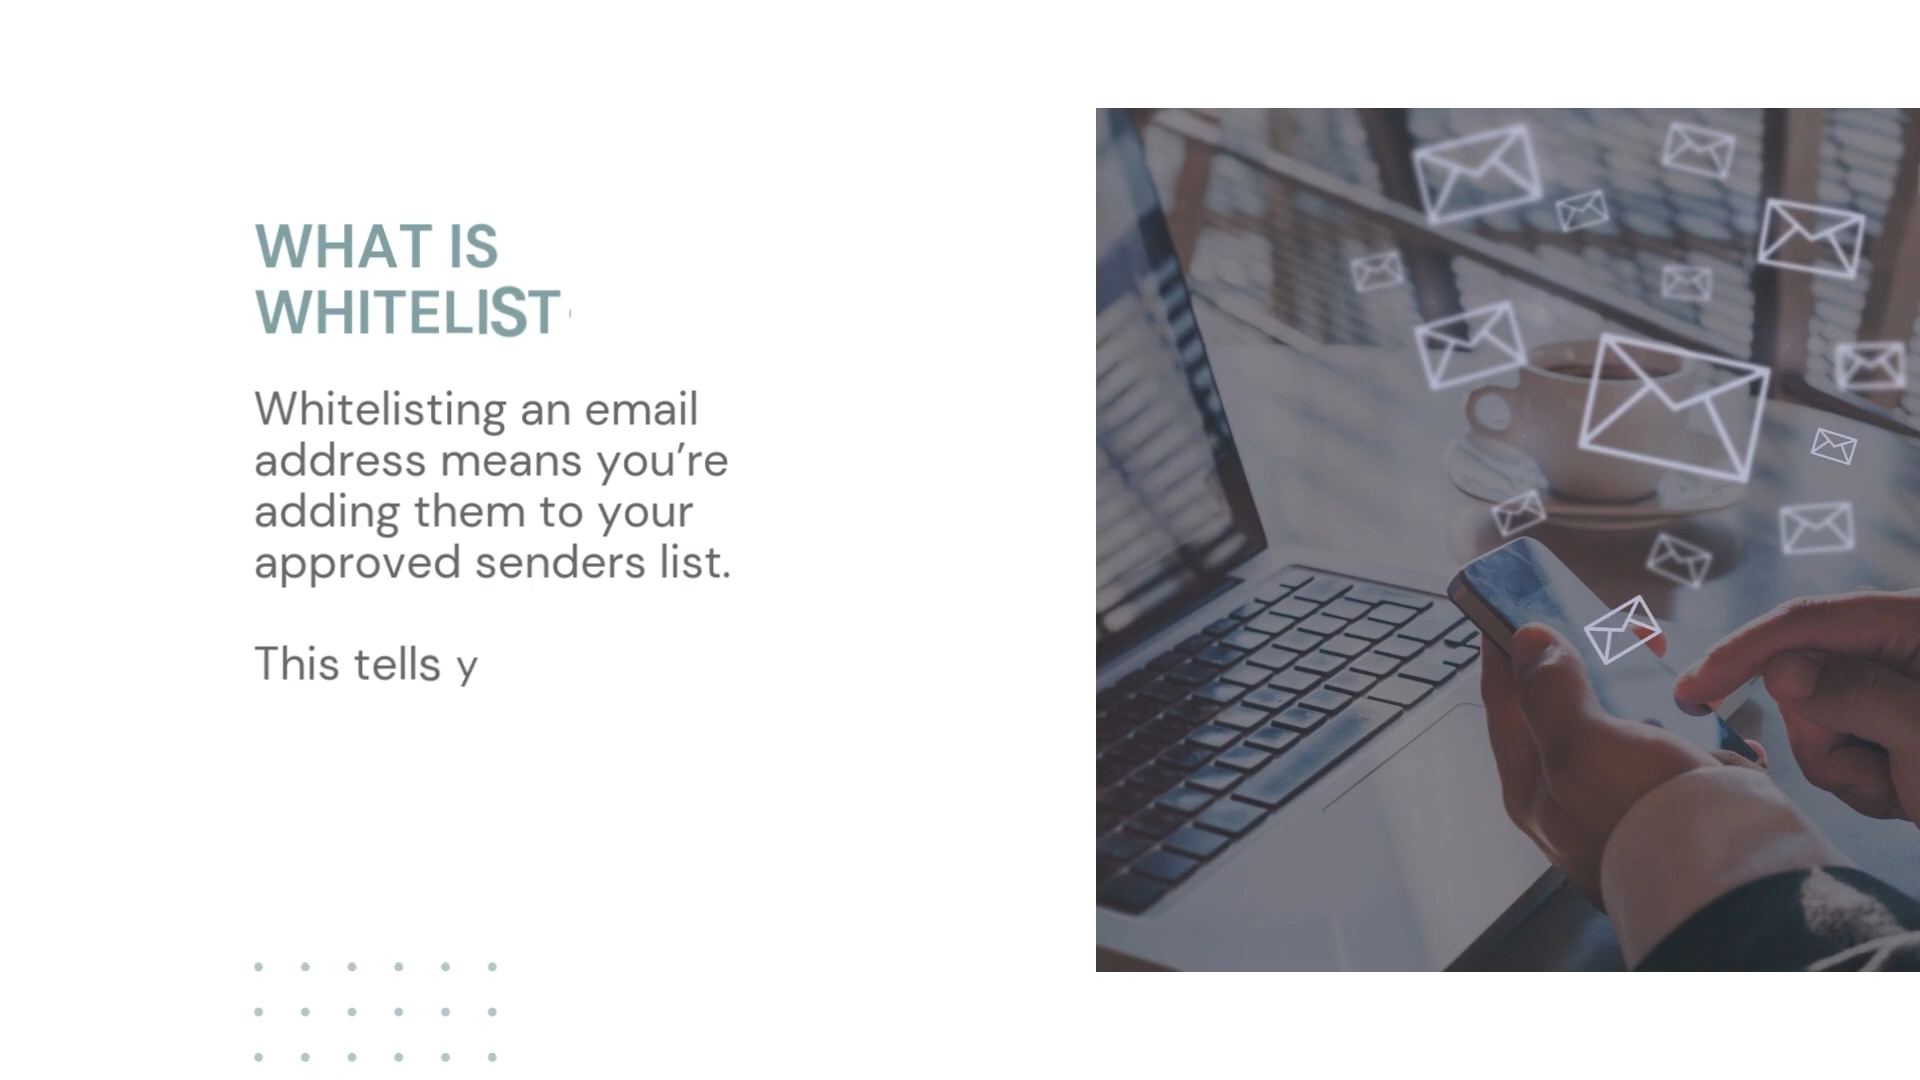 WHAT IS
WHITELIST
Whitelisting an email
address means you’re
adding them to your
approved senders list.
This tells y